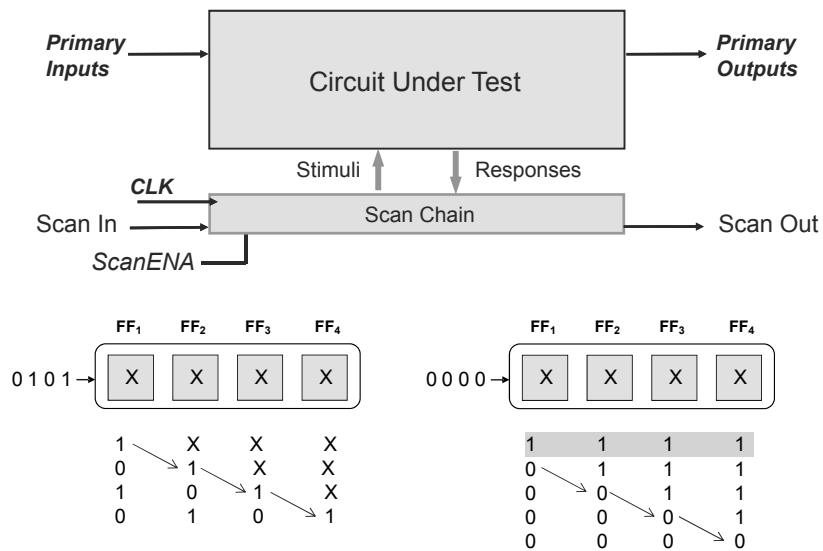 Primary
Inputs
Circuit Under Test
Primary
Outputs
Stimuli
Responses
CLK
Scan In
Scan Chain
Scan Out
ScanENA
FF₁ FF₂ FF₃ FF₄
0 1 0 1 X X X X
1 X X X
0 1 X X
1 0 1 X
0 1 0 1
FF₁ FF₂ FF₃ FF₄
0 0 0 0 X X X X
1 1 1 1
0 1 1 1
0 0 1 1
0 0 0 1
0 0 0 0